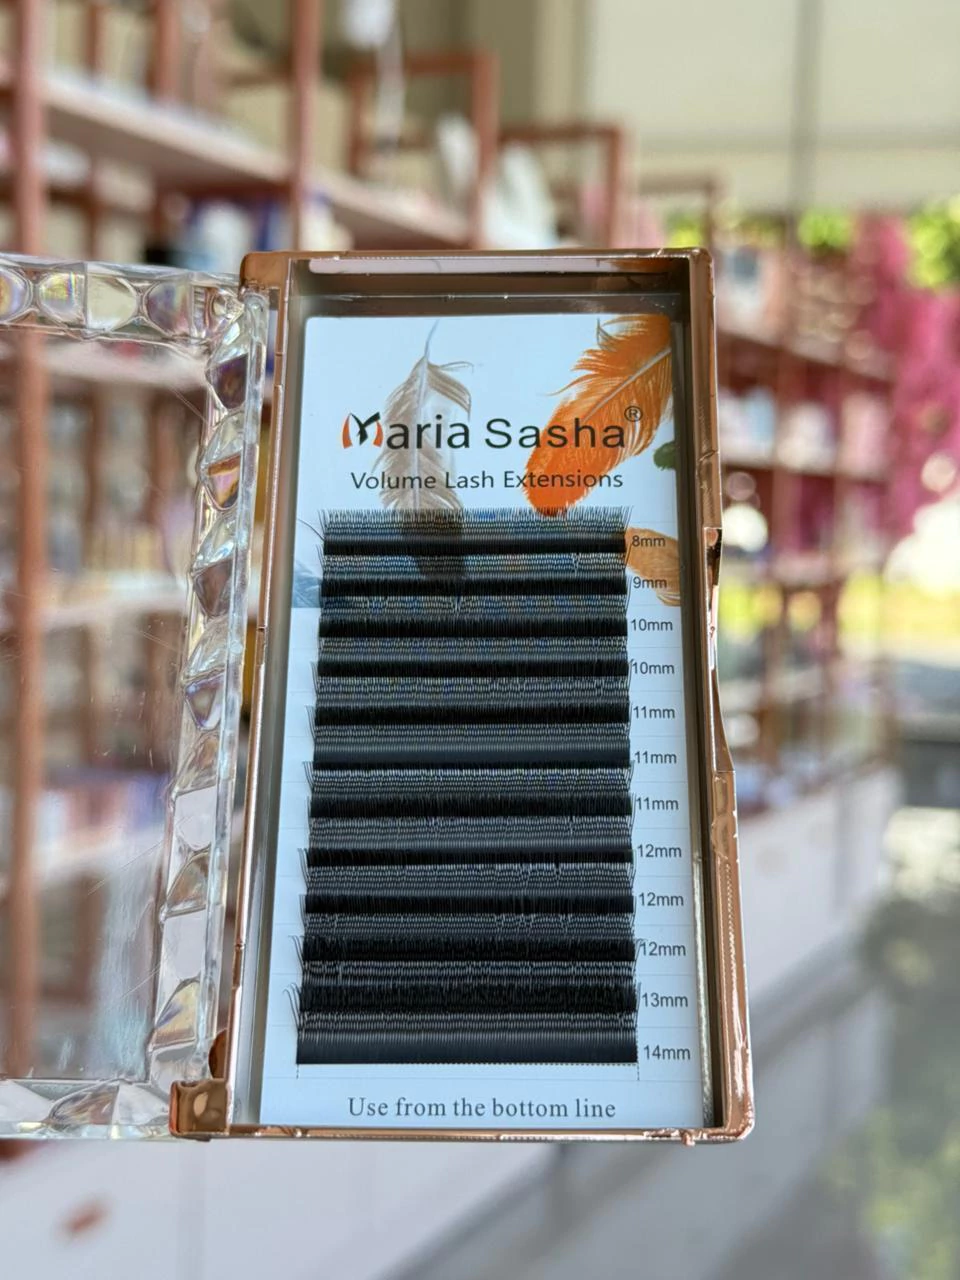 Maria Sasha®
Volume Lash Extensions
8mm
9mm
10mm
10mm
11mm
11mm
11mm
12mm
12mm
12mm
13mm
14mm
Use from the bottom line